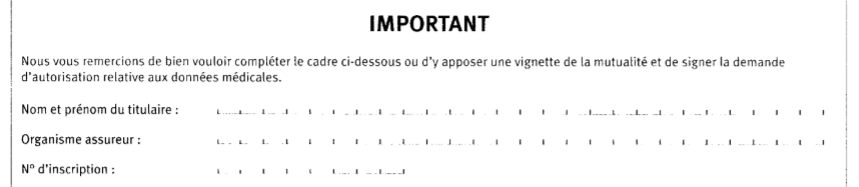 IMPORTANT
Nous vous remercions de bien vouloir compléter le cadre ci-dessous ou d'y apposer une vignette de la mutualité et de signer la demande
d'autorisation relative aux données médicales.
Nom et prénom du titulaire :
Organisme assureur :
N° d'inscription :